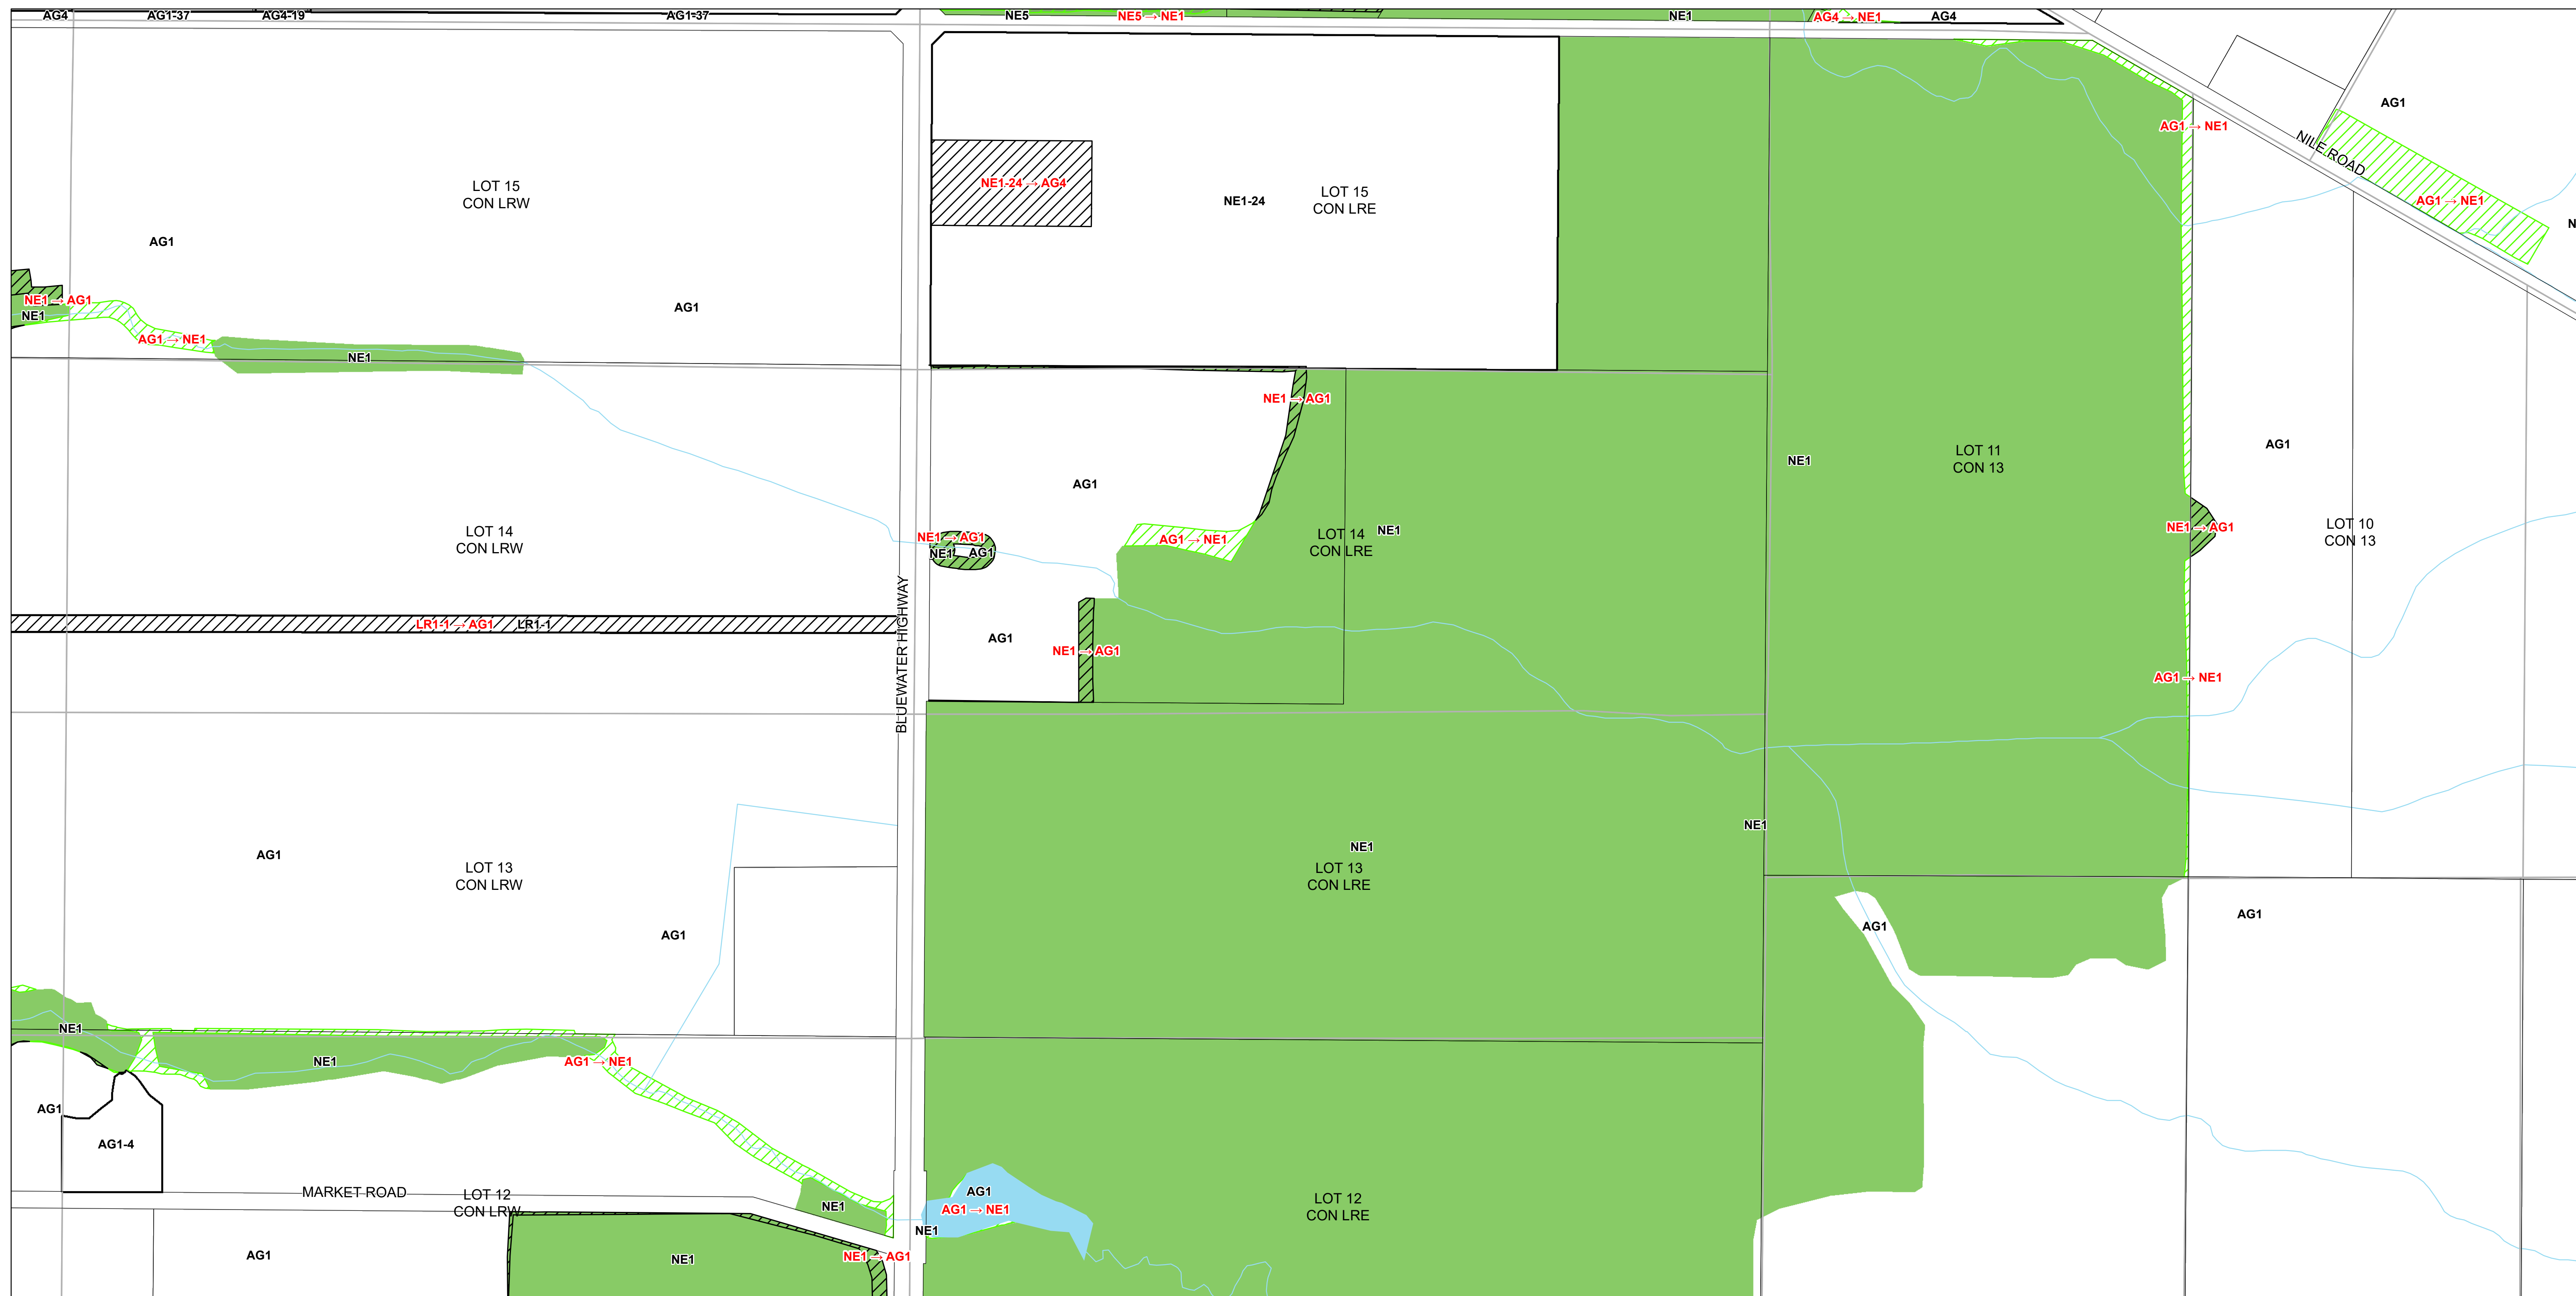 AG4
AG1-37
AG4-19
AG1-37
NE5
NE5→NE1
NE1
AG4→NE1
AG4
AG1
AG1→NE1
NILE ROAD
NE1-24→AG4
LOT 15
CON LRW
NE1-24
LOT 15
CON LRE
AG1→NE1
N
AG1
NE1→AG1
AG1
NE1
AG1→NE1
NE1
NE1→AG1
AG1
NE1
LOT 11
CON 13
AG1
AG1
NE1
LOT 14
CON LRW
NE1→AG1
NE1
AG1
AG1→NE1
LOT 14
CON LRE
NE1→AG1
LOT 10
CON 13
LR1-1→AG1
LR1-1
BLUEWATER HIGHWAY
AG1
NE1→AG1
AG1→NE1
NE1
AG1
LOT 13
CON LRW
NE1
LOT 13
CON LRE
AG1
AG1
AG1
NE1
NE1
AG1→NE1
AG1
AG1-4
MARKET ROAD
LOT 12
CON LRW
NE1
AG1
AG1→NE1
NE1
LOT 12
CON LRE
AG1
NE1
NE1→AG1